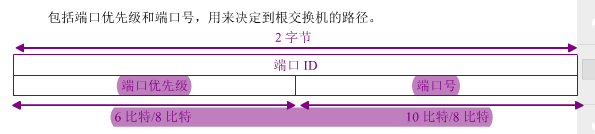 包括端口优先级和端口号，用来决定到根交换机的路径。
2 字节
端口 ID
端口优先级 端口号
6 比特/8 比特 10 比特/8 比特